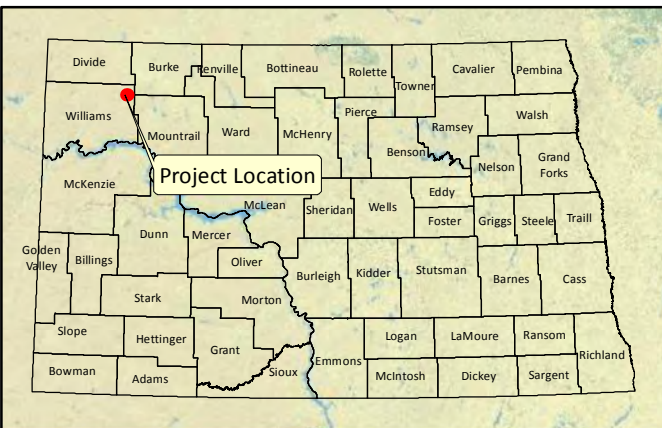 Divide
Burke
Renville
Bottineau
Rolette
Towner
Cavalier
Pembina
Williams
Mountrail
Ward
McHenry
Pierce
Benson
Ramsey
Walsh
Nelson
Grand
Forks
McKenzie
Project Location
McLean
Sheridan
Wells
Eddy
Foster
Griggs
Steele
Traill
Golden
Valley
Billings
Dunn
Mercer
Oliver
Burleigh
Kidder
Stutsman
Barnes
Cass
Stark
Morton
Slope
Hettinger
Grant
Sioux
Emmons
Logan
LaMoure
Ransom
Richland
Bowman
Adams
McIntosh
Dickey
Sargent